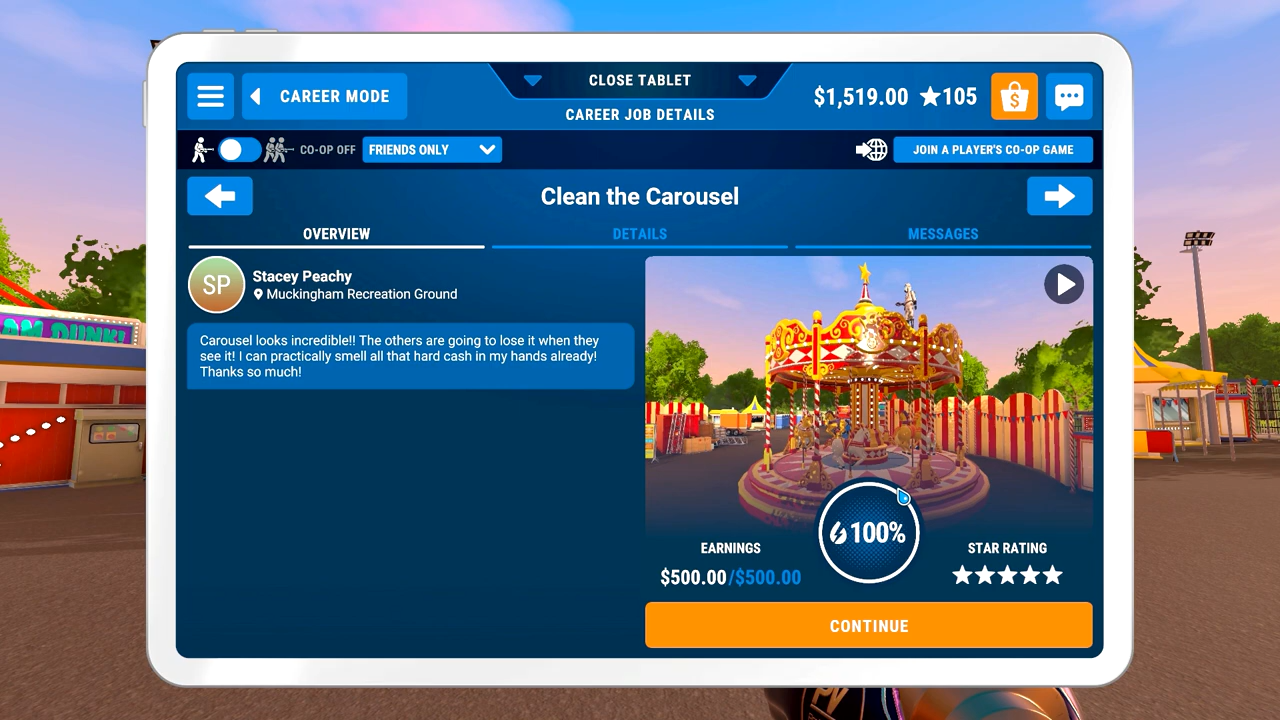 CLOSE TABLET
CAREER MODE
$1,519.00 ★105
CAREER JOB DETAILS
CO-OP OFF
FRIENDS ONLY
JOIN A PLAYER'S CO-OP GAME
Clean the Carousel
OVERVIEW
DETAILS
MESSAGES
SP
Stacey Peachy
Muckingham Recreation Ground
Carousel looks incredible!! The others are going to lose it when they
see it! I can practically smell all that hard cash in my hands already!
Thanks so much!
100%
EARNINGS
$500.00/$500.00
STAR RATING
★★★★★
CONTINUE
AM DUNK!
PW